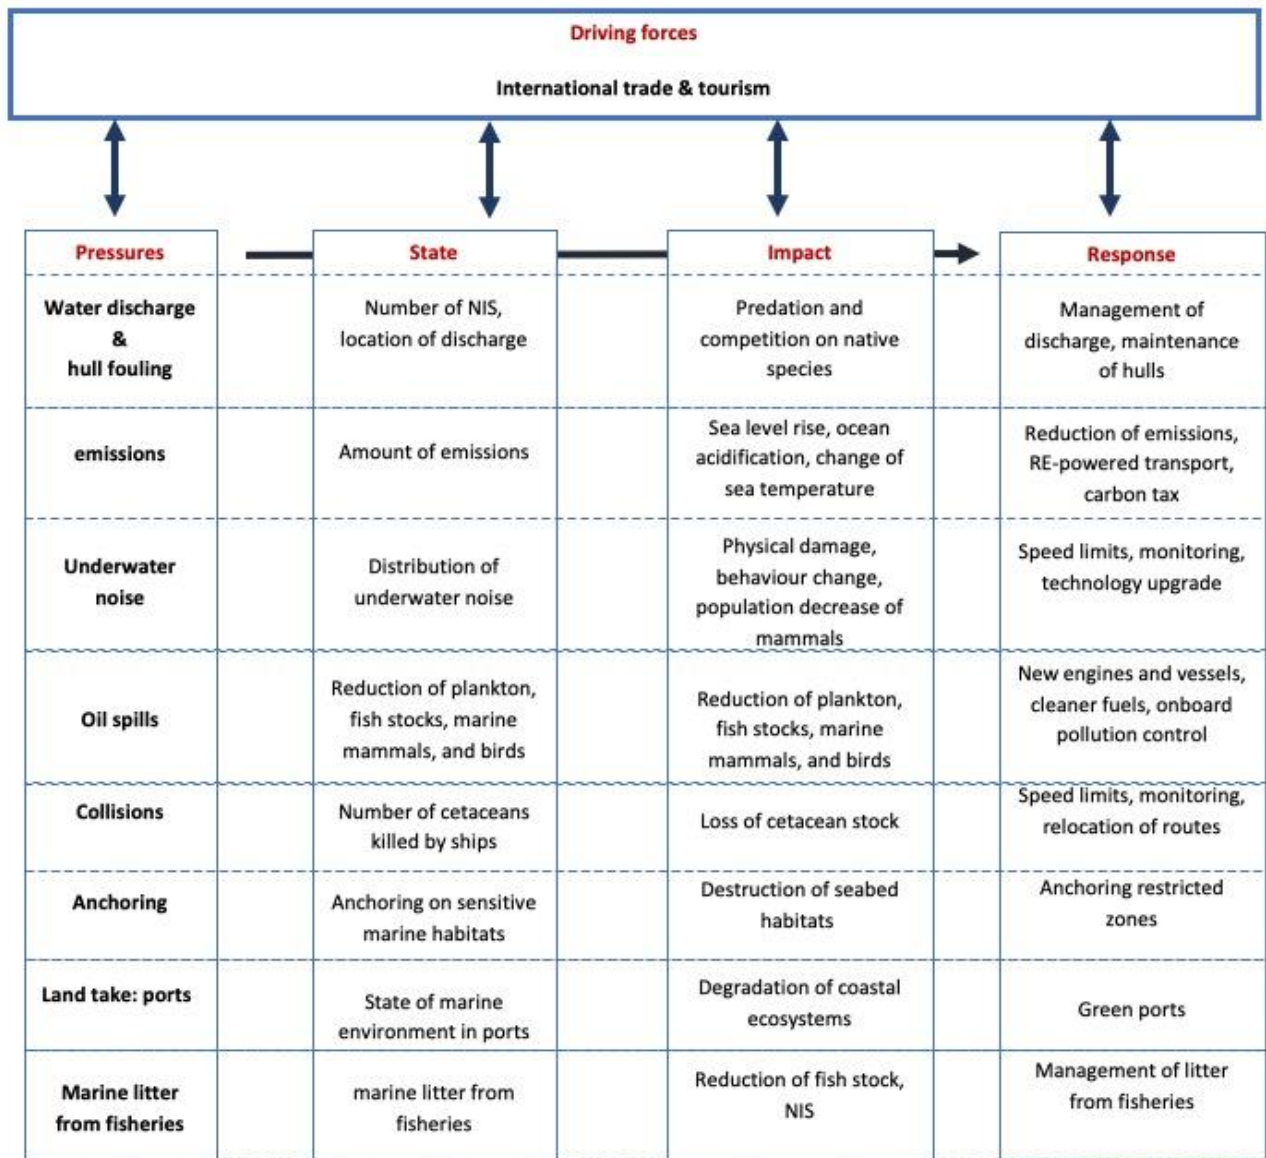 Driving forces
International trade & tourism
Pressures
State
Impact
Response
Water discharge
&
hull fouling
Number of NIS,
location of discharge
Predation and
competition on native
species
Management of
discharge, maintenance
of hulls
emissions
Amount of emissions
Sea level rise, ocean
acidification, change of
sea temperature
Reduction of emissions,
RE-powered transport,
carbon tax
Underwater
noise
Distribution of
underwater noise
Physical damage,
behaviour change,
population decrease of
mammals
Speed limits, monitoring,
technology upgrade
Oil spills
Reduction of plankton,
fish stocks, marine
mammals, and birds
Reduction of plankton,
fish stocks, marine
mammals, and birds
New engines and vessels,
cleaner fuels, onboard
pollution control
Collisions
Number of cetaceans
killed by ships
Loss of cetacean stock
Speed limits, monitoring,
relocation of routes
Anchoring
Anchoring on sensitive
marine habitats
Destruction of seabed
habitats
Anchoring restricted
zones
Land take: ports
State of marine
environment in ports
Degradation of coastal
ecosystems
Green ports
Marine litter
from fisheries
marine litter from
fisheries
Reduction of fish stock,
NIS
Management of litter
from fisheries